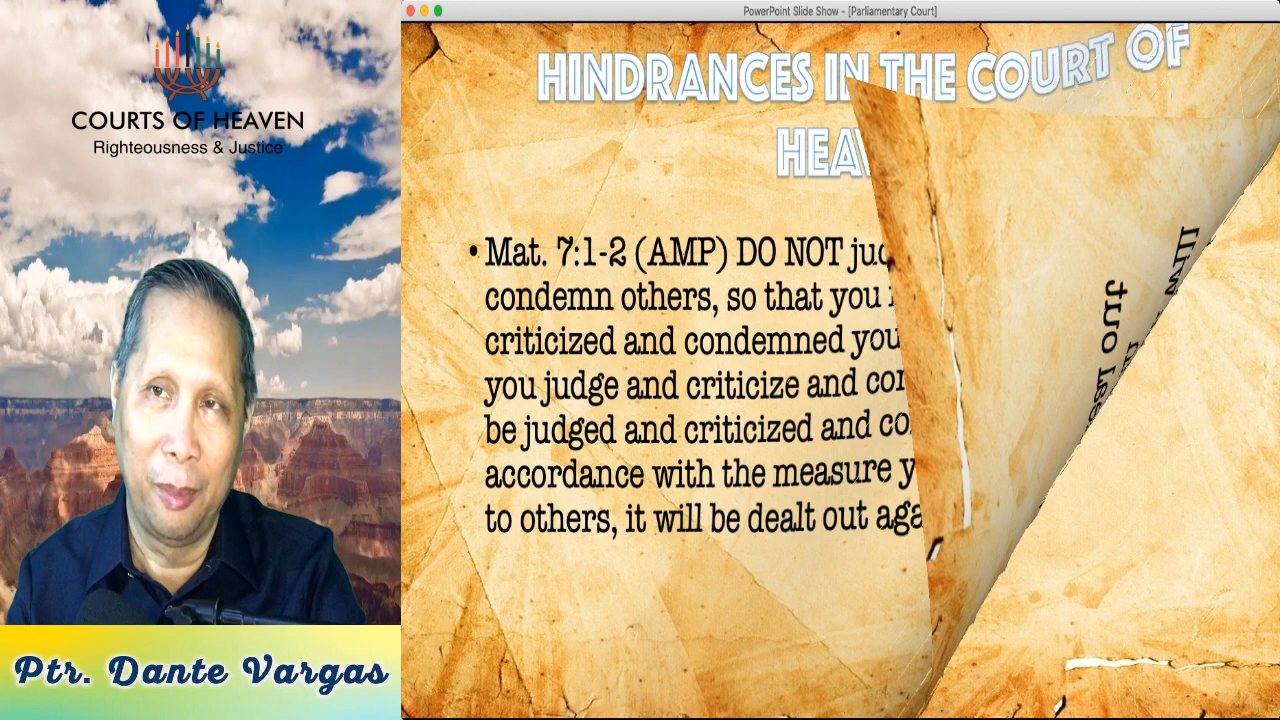 COURTS OF HEAVEN
Righteousness & Justice
Ptr. Dante Vargas
PowerPoint Slide Show - [Parliamentary Court]
HINDRANCES IN THE COURT OF
• Mat. 7:1-2 (AMP) DO NOT
condemn others, so that you
criticized and condemned
you judge and criticize and
be judged and criticized and
accordance with the measure
to others, it will be dealt out